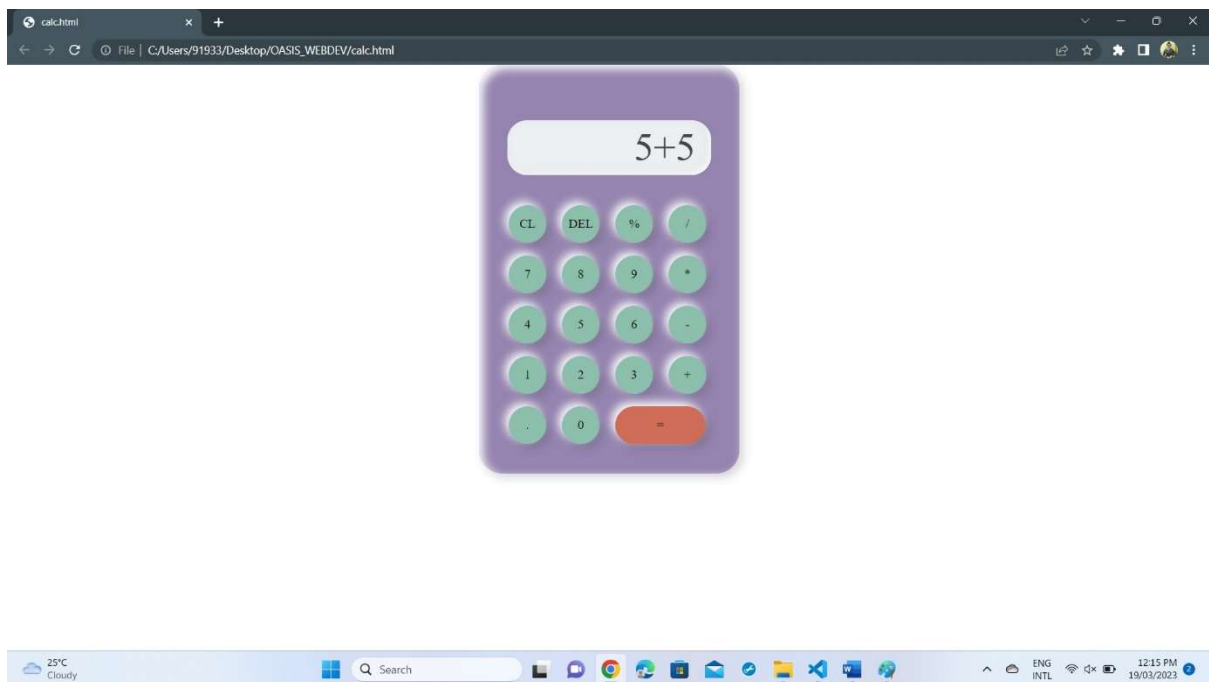 calc.html
File | C:/Users/91933/Desktop/OASIS_WEBDEV/calc.html
5+5
CL DEL % /
7 8 9 *
4 5 6 -
1 2 3 +
. 0 =
25°C
Cloudy
Search
ENG
INTL
12:15 PM
19/03/2023
2